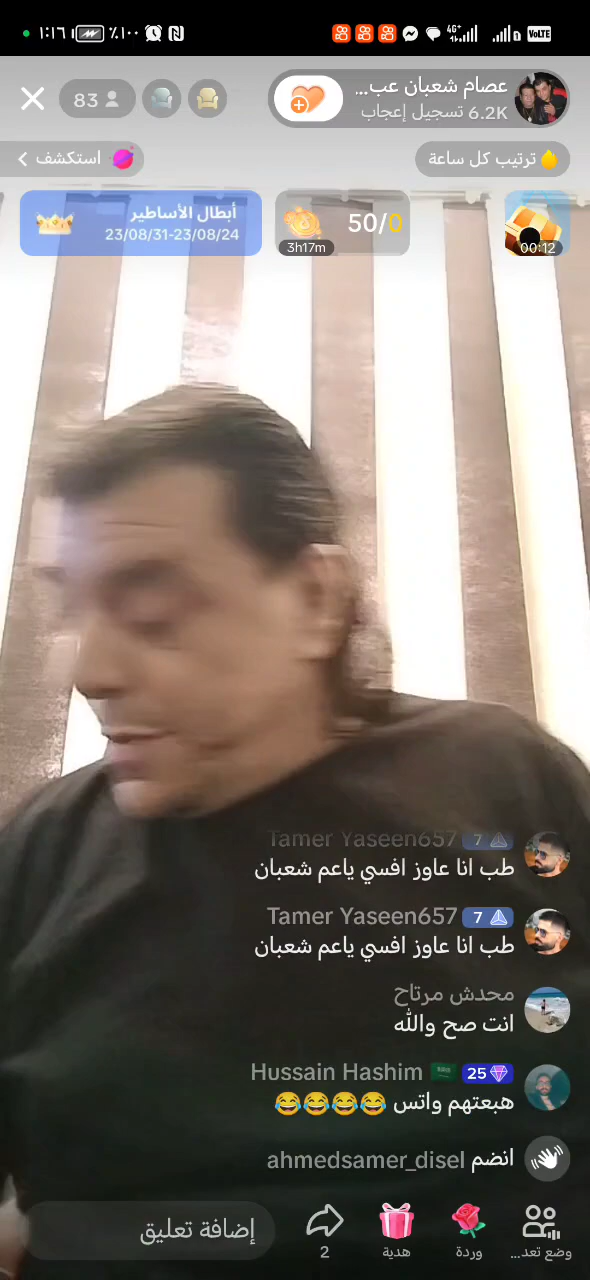 ١:١٦ ٪١٠٠
4G+
VoLTE
عصام شعبان عب...
6.2K تسجيل إعجاب
83
ترتيب كل ساعة
استكشف
أبطال الأساطير
23/08/31-23/08/24
50/0
3h17m
00:12
Tamer Yaseen657 7
طب انا عاوز افسي ياعم شعبان
Tamer Yaseen657 7
طب انا عاوز افسي ياعم شعبان
محدش مرتاح
انت صح والله
Hussain Hashim 🇸🇦 25
هبعتهم واتس 😂😂😂😂
ahmedsamer_disel انضم
إضافة تعليق
2
هدية
وردة
وضع تعد...